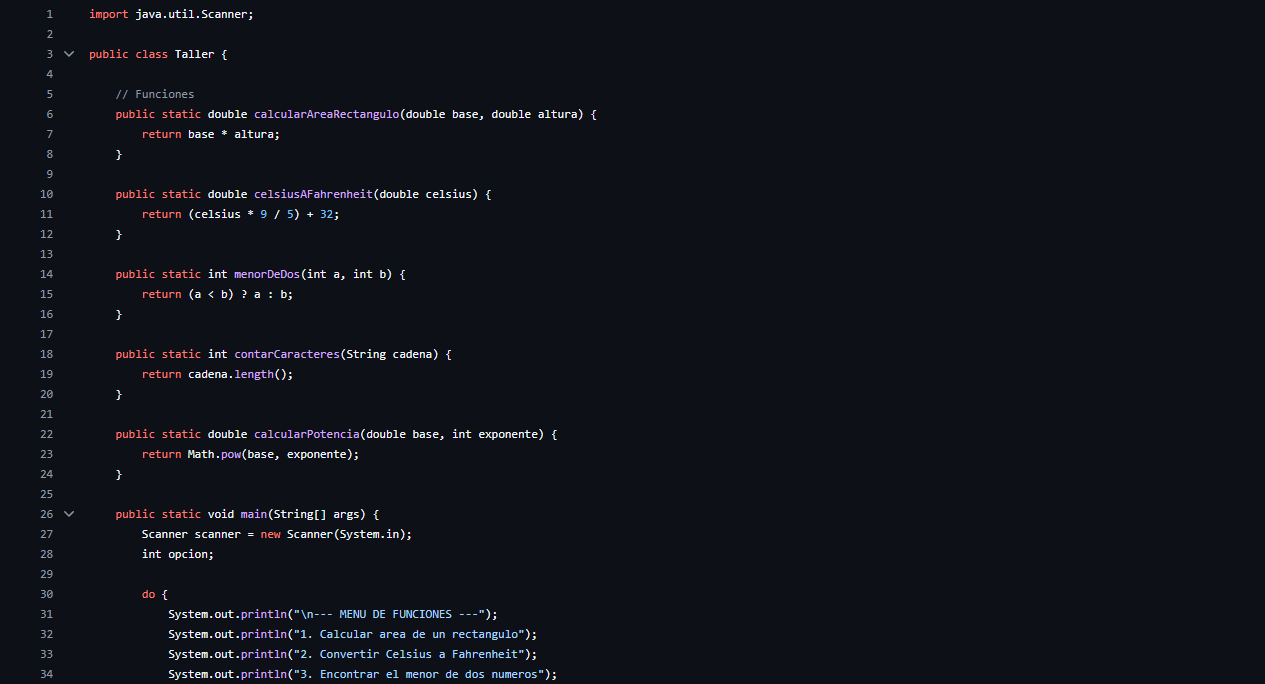 1 import java.util.Scanner;
2
3 public class Taller {
4
5 // Funciones
6 public static double calcularAreaRectangulo(double base, double altura) {
7 return base * altura;
8 }
9
10 public static double celsiusAFahrenheit(double celsius) {
11 return (celsius * 9 / 5) + 32;
12 }
13
14 public static int menorDeDos(int a, int b) {
15 return (a < b) ? a : b;
16 }
17
18 public static int contarCaracteres(String cadena) {
19 return cadena.length();
20 }
21
22 public static double calcularPotencia(double base, int exponente) {
23 return Math.pow(base, exponente);
24 }
25
26 public static void main(String[] args) {
27 Scanner scanner = new Scanner(System.in);
28 int opcion;
29
30 do {
31 System.out.println("\n--- MENU DE FUNCIONES ---");
32 System.out.println("1. Calcular area de un rectangulo");
33 System.out.println("2. Convertir Celsius a Fahrenheit");
34 System.out.println("3. Encontrar el menor de dos numeros");